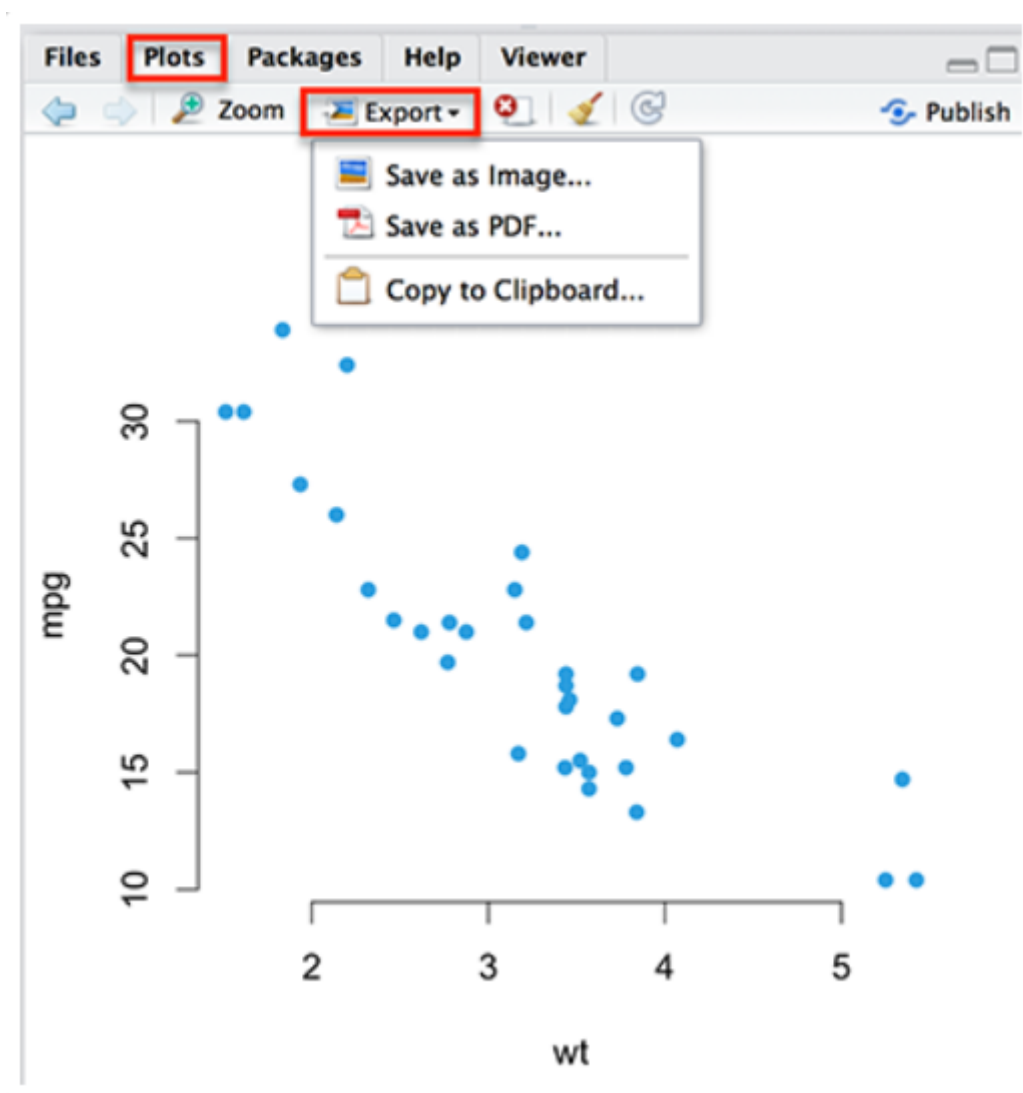 Files Plots Packages Help Viewer
Zoom Export Publish
Save as Image...
Save as PDF...
Copy to Clipboard...
30
25
20
15
10
mpg
2 3 4 5
wt